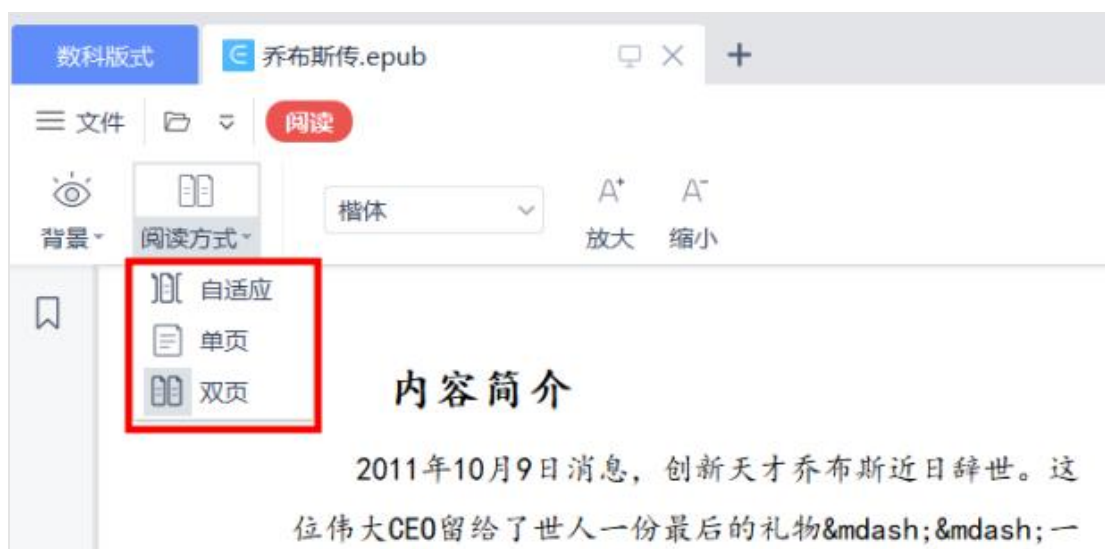 数科版式 乔布斯传.epub
文件 阅读
背景 阅读方式 楷体 A+ 放大 A- 缩小
自适应
单页
双页
内容简介
2011年10月9日消息，创新天才乔布斯近日辞世。这
位伟大CEO留给了世人一份最后的礼物&mdash;&mdash;一